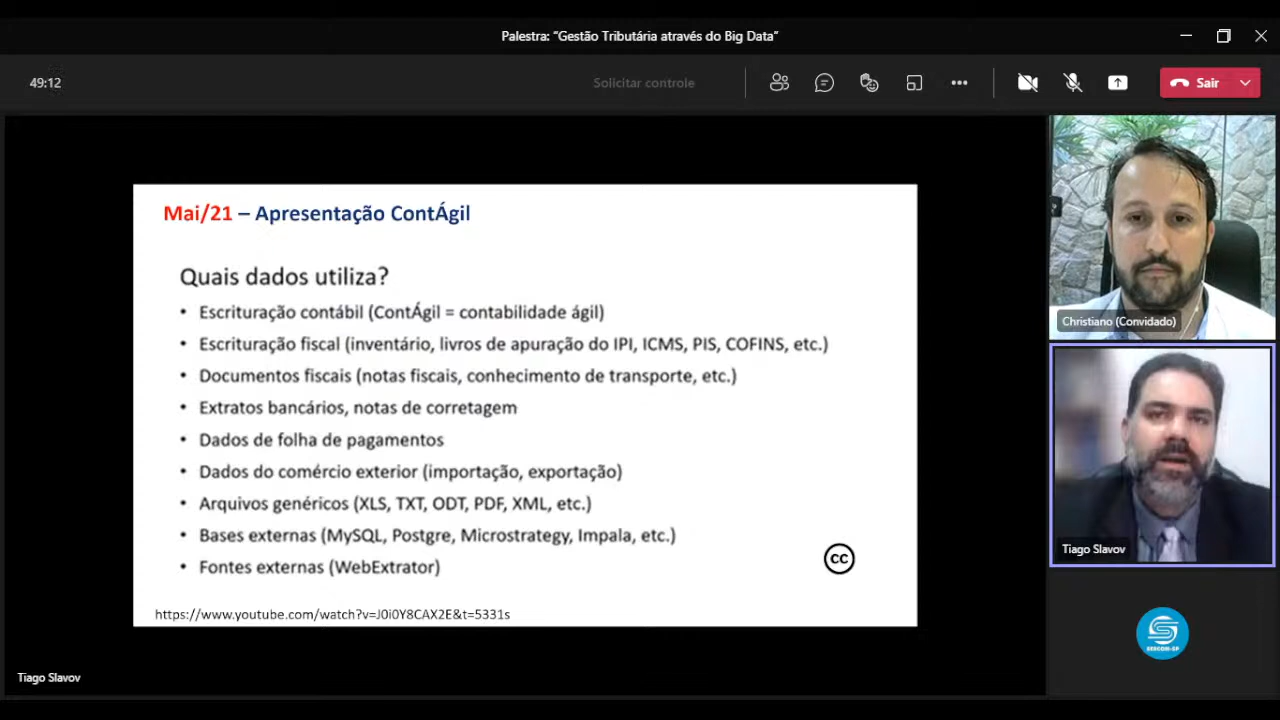 Palestra: “Gestão Tributária através do Big Data”
49:12
Solicitar controle
Sair
Mai/21 – Apresentação ContÁgil
Quais dados utiliza?
• Escrituração contábil (ContÁgil = contabilidade ágil)
• Escrituração fiscal (inventário, livros de apuração do IPI, ICMS, PIS, COFINS, etc.)
• Documentos fiscais (notas fiscais, conhecimento de transporte, etc.)
• Extratos bancários, notas de corretagem
• Dados de folha de pagamentos
• Dados do comércio exterior (importação, exportação)
• Arquivos genéricos (XLS, TXT, ODT, PDF, XML, etc.)
• Bases externas (MySQL, Postgre, Microstrategy, Impala, etc.)
• Fontes externas (WebExtrator)
cc
https://www.youtube.com/watch?v=J0i0Y8CAX2E&t=5331s
Christiano (Convidado)
Tiago Slavov
SESCON-SP
Tiago Slavov